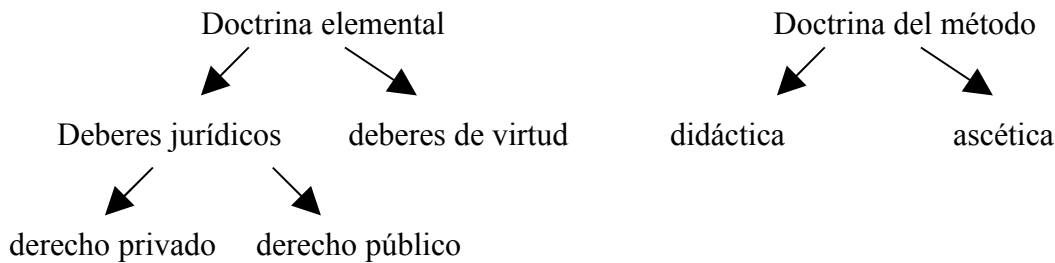 Doctrina elemental Doctrina del método
Deberes jurídicos deberes de virtud didáctica ascética
derecho privado derecho público